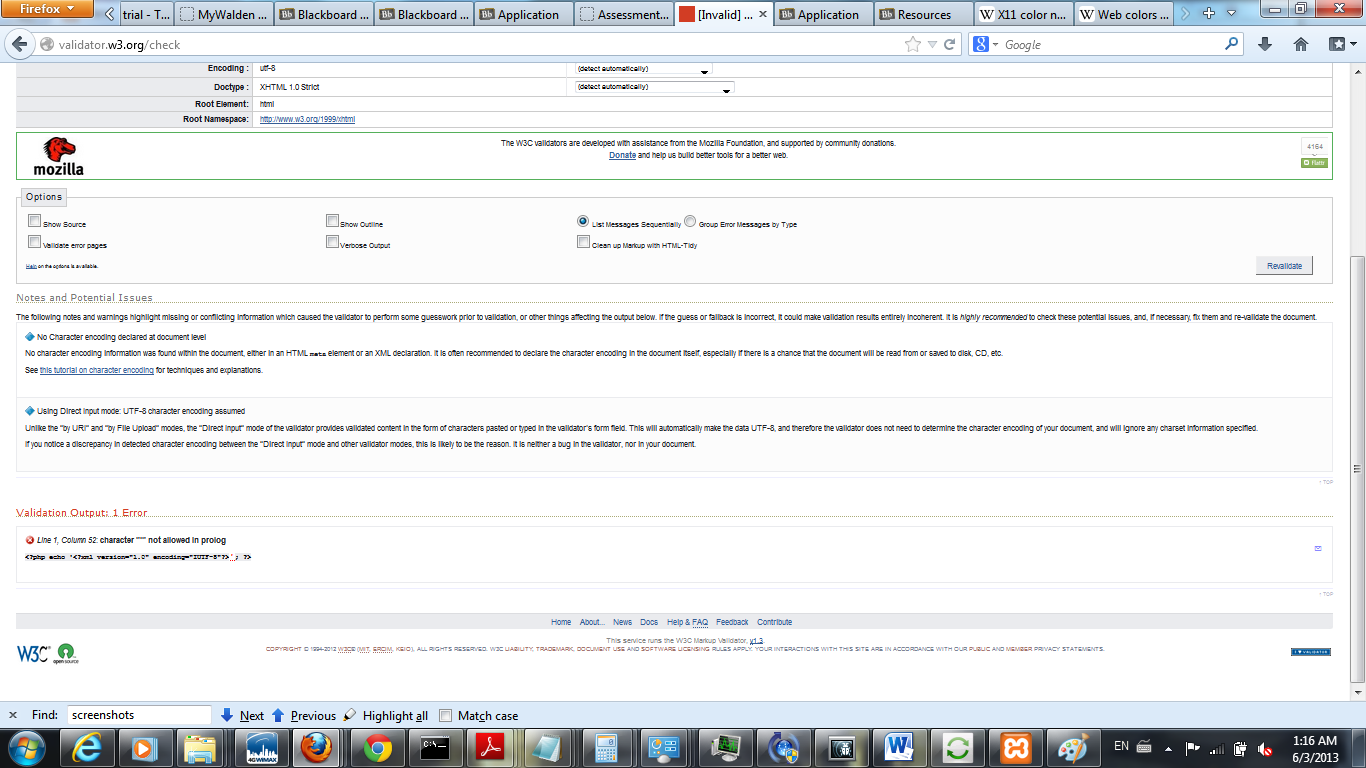 Firefox
trial - T...
MyWalden ...
Blackboard ...
Blackboard ...
Application
Assessment...
[Invalid] ...
Application
Resources
X11 color n...
Web colors ...
validator.w3.org/check
Google
Encoding : utf-8 (detect automatically)
Doctype : XHTML 1.0 Strict (detect automatically)
Root Element: html
Root Namespace: http://www.w3.org/1999/xhtml
mozilla
The W3C validators are developed with assistance from the Mozilla Foundation, and supported by community donations.
Donate and help us build better tools for a better web.
4164
Flattr
Options
Show Source Show Outline List Messages Sequentially Group Error Messages by Type
Validate error pages Verbose Output Clean up Markup with HTML-Tidy
Help on the options is available.
Revalidate
Notes and Potential Issues
The following notes and warnings highlight missing or conflicting information which caused the validator to perform some guesswork prior to validation, or other things affecting the output below. If the guess or fallback is incorrect, it could make validation results entirely incoherent. It is highly recommended to check these potential issues, and, if necessary, fix them and re-validate the document.
No Character encoding declared at document level
No character encoding information was found within the document, either in an HTML meta element or an XML declaration. It is often recommended to declare the character encoding in the document itself, especially if there is a chance that the document will be read from or saved to disk, CD, etc.
See this tutorial on character encoding for techniques and explanations.
Using Direct Input mode: UTF-8 character encoding assumed
Unlike the "by URI" and "by File Upload" modes, the "Direct Input" mode of the validator provides validated content in the form of characters pasted or typed in the validator's form field. This will automatically make the data UTF-8, and therefore the validator does not need to determine the character encoding of your document, and will ignore any charset information specified.
If you notice a discrepancy in detected character encoding between the "Direct Input" mode and other validator modes, this is likely to be the reason. It is neither a bug in the validator, nor in your document.
↑ TOP
Validation Output: 1 Error
Line 1, Column 52: character "'" not allowed in prolog
<?php echo '<?xml version="1.0" encoding="XUTF-8"?>'; ?>
↑ TOP
Home About... News Docs Help & FAQ Feedback Contribute
W3C open source
This service runs the W3C Markup Validator, v1.3.
COPYRIGHT © 1994-2012 W3C® (MIT, ERCIM, KEIO), ALL RIGHTS RESERVED. W3C LIABILITY, TRADEMARK, DOCUMENT USE AND SOFTWARE LICENSING RULES APPLY. YOUR INTERACTIONS WITH THIS SITE ARE IN ACCORDANCE WITH OUR PUBLIC AND MEMBER PRIVACY STATEMENTS.
I ♥ VALIDATOR
Find: screenshots Next Previous Highlight all Match case
4G WIMAX
C:\_
EN
1:16 AM
6/3/2013